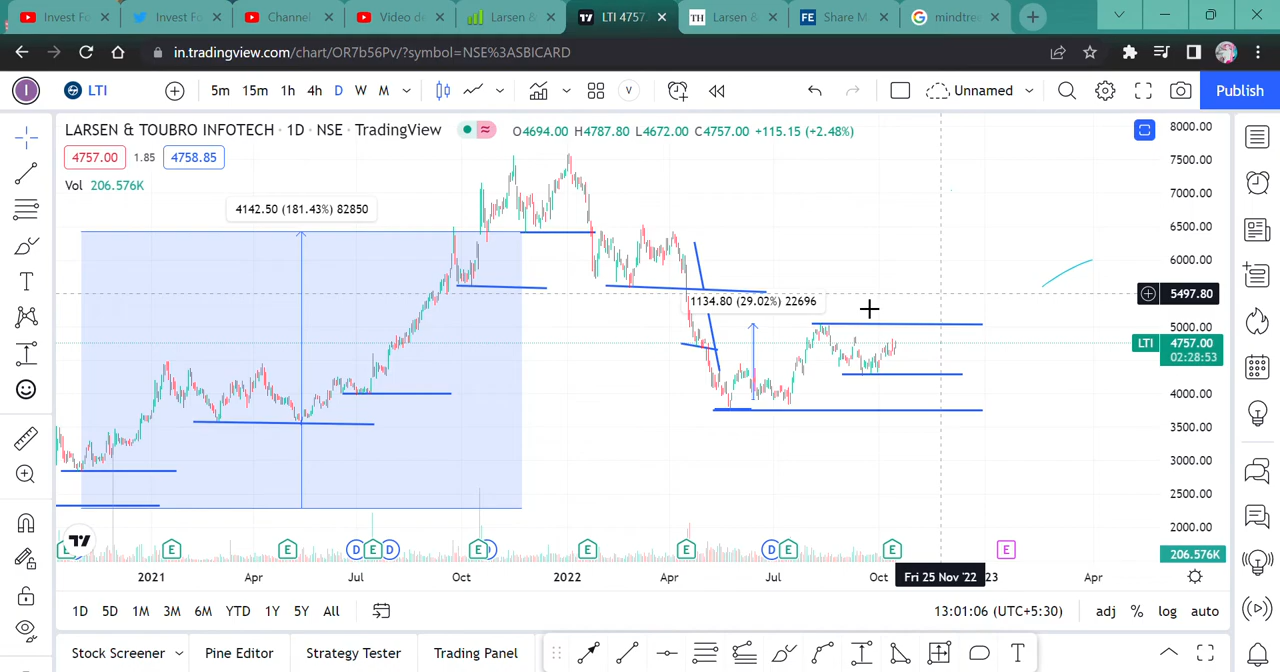 Invest Fo
Invest Fo
Channel
Video de
Larsen &
LTI 4757.
Larsen &
Share M
mindtre
in.tradingview.com/chart/OR7b56Pv/?symbol=NSE%3ASBICARD
I
LTI
5m 15m 1h 4h D W M
V
Unnamed
Publish
LARSEN & TOUBRO INFOTECH · 1D · NSE · TradingView
O4694.00 H4787.80 L4672.00 C4757.00 +115.15 (+2.48%)
4757.00 1.85 4758.85
Vol 206.576K
4142.50 (181.43%) 82850
1134.80 (29.02%) 22696
8000.00
7500.00
7000.00
6500.00
6000.00
5497.80
5000.00
LTI 4757.00
02:28:53
4000.00
3500.00
3000.00
2500.00
2000.00
206.576K
E E E D E D E D E E D E E E
2021 Apr Jul Oct 2022 Apr Jul Oct Fri 25 Nov '22 23 Apr
1D 5D 1M 3M 6M YTD 1Y 5Y All
13:01:06 (UTC+5:30) adj % log auto
Stock Screener Pine Editor Strategy Tester Trading Panel
T